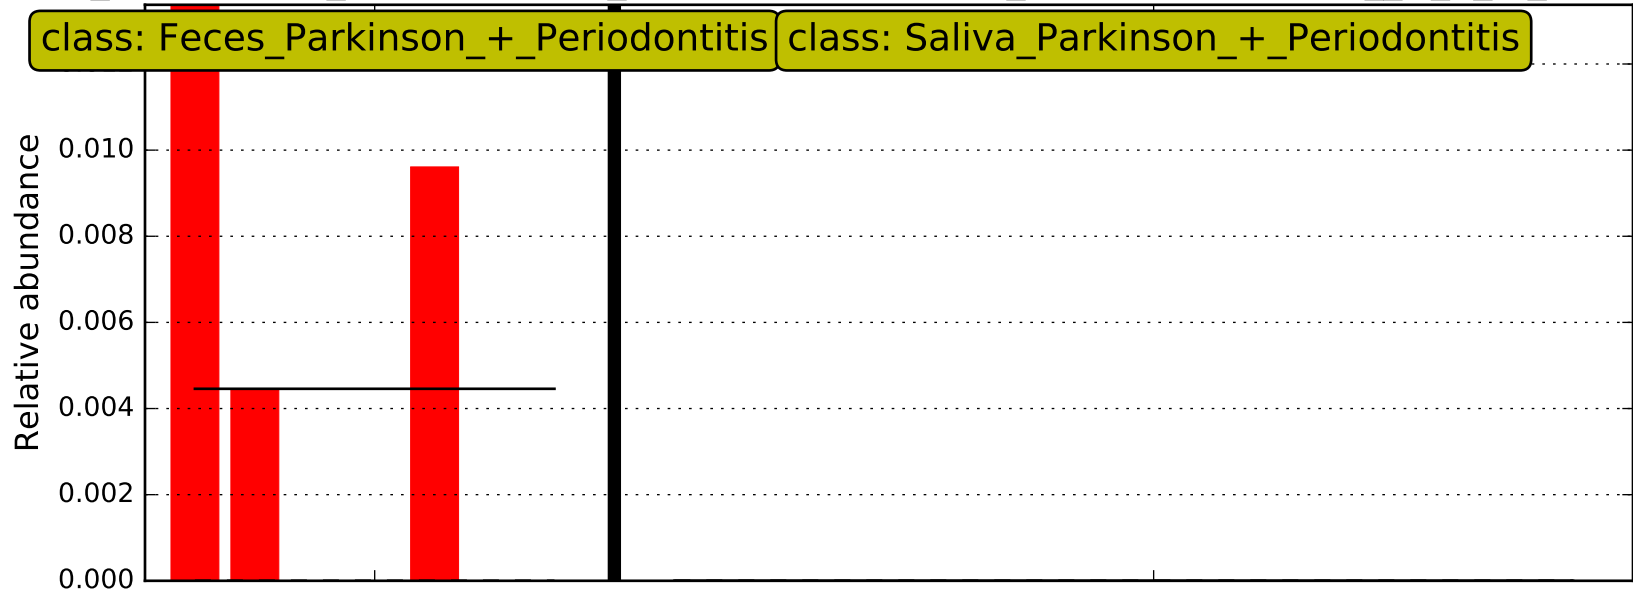 class: Feces_Parkinson_+_Periodontitis
class: Saliva_Parkinson_+_Periodontitis
Relative abundance
0.010
0.008
0.006
0.004
0.002
0.000